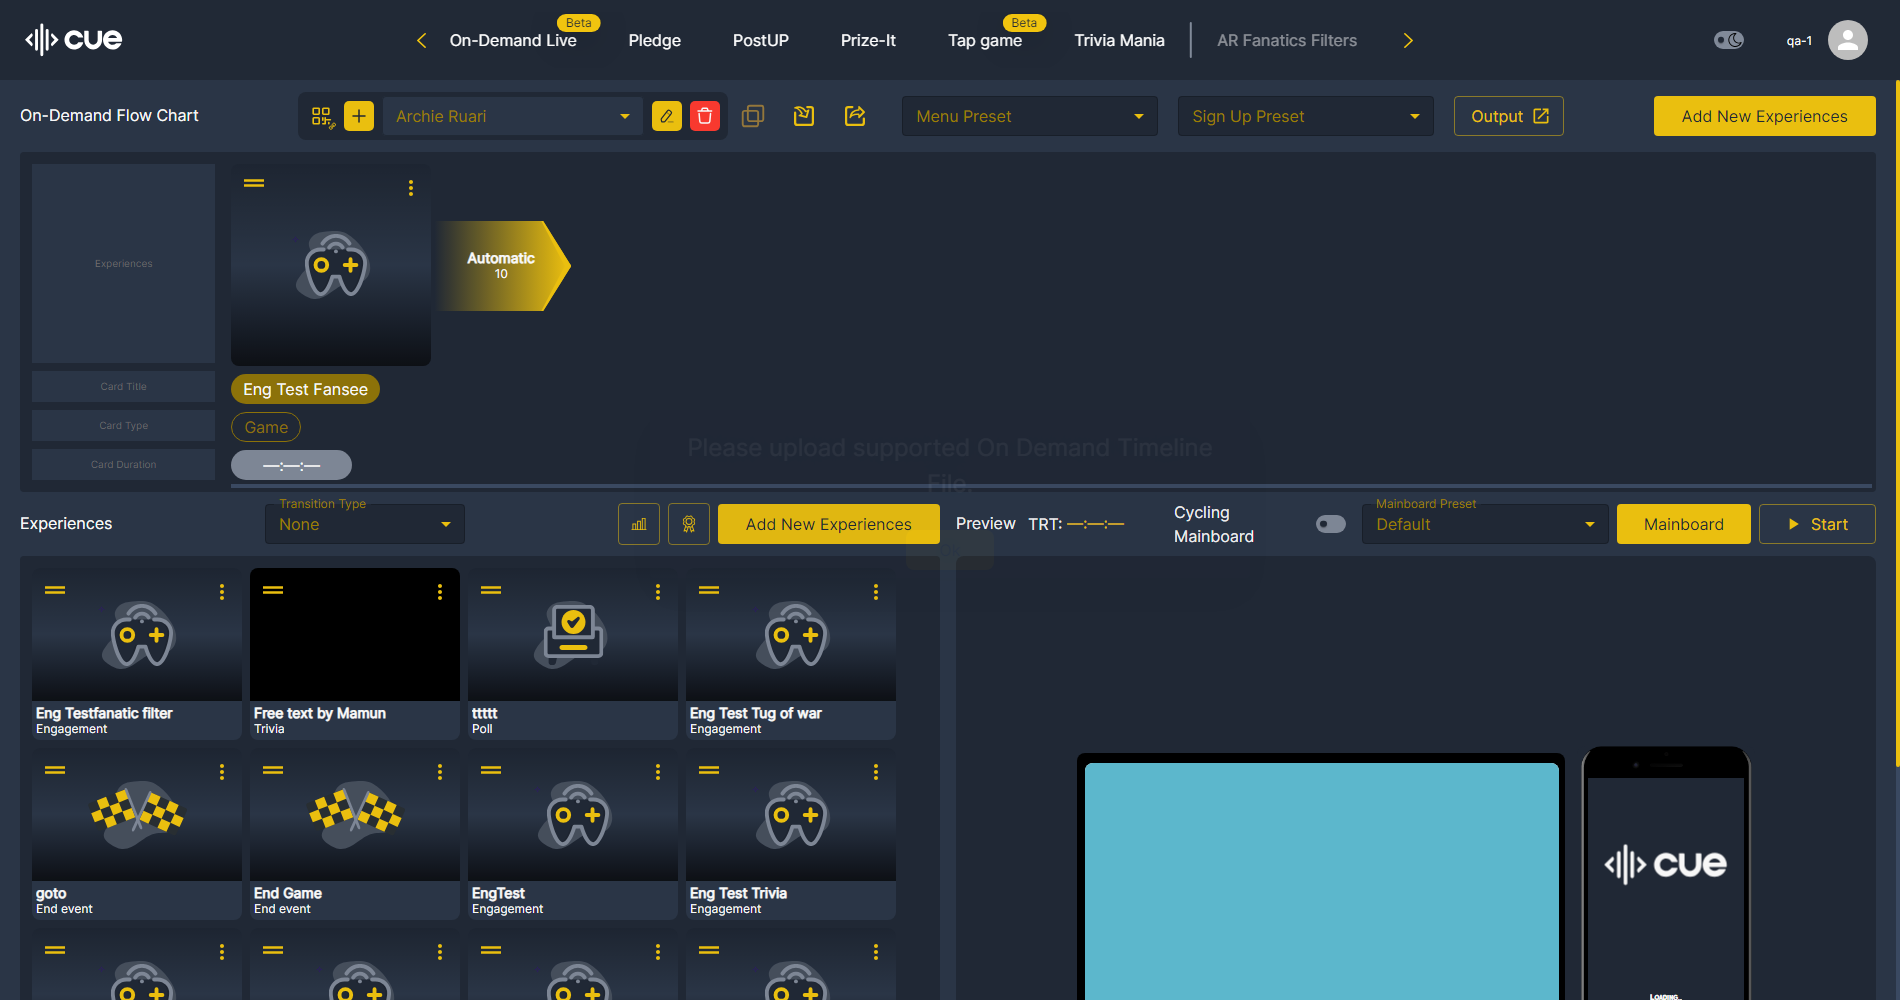 cue
On-Demand Live
Beta
Pledge
PostUP
Prize-It
Tap game
Beta
Trivia Mania
AR Fanatics Filters
qa-1
On-Demand Flow Chart
Archie Ruari
Menu Preset
Sign Up Preset
Output
Add New Experiences
Experiences
Automatic
10
Card Title
Eng Test Fansee
Card Type
Game
Card Duration
—:—:—
Please upload supported On Demand Timeline
File.
Experiences
Transition Type
None
Add New Experiences
Preview
TRT: —:—:—
Cycling
Mainboard
Mainboard Preset
Default
Mainboard
Start
Eng Testfanatic filter
Engagement
Free text by Mamun
Trivia
ttttt
Poll
Eng Test Tug of war
Engagement
goto
End event
End Game
End event
EngTest
Engagement
Eng Test Trivia
Engagement
cue
LOADING...